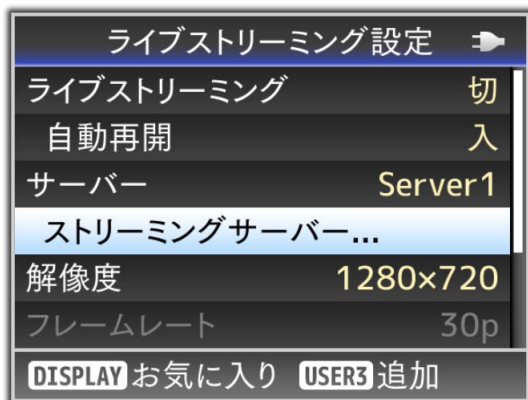 ライブストリーミング設定
ライブストリーミング 切
自動再開 入
サーバー Server1
ストリーミングサーバー...
解像度 1280×720
フレームレート 30p
DISPLAY お気に入り USER3 追加